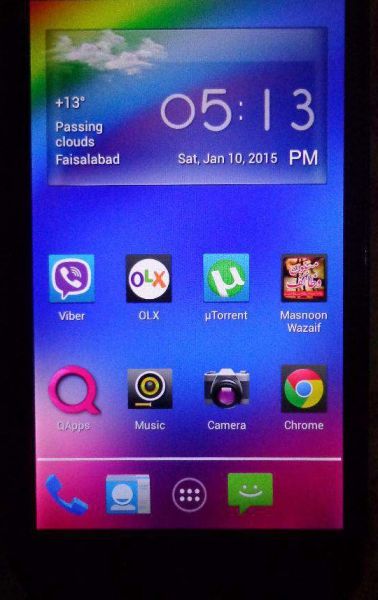 +13°
05:13
Passing
clouds
Faisalabad
Sat, Jan 10, 2015 PM
Viber
OLX
OLX
µ
µTorrent
Masnoon
Wazaif
QApps
Music
Camera
Chrome